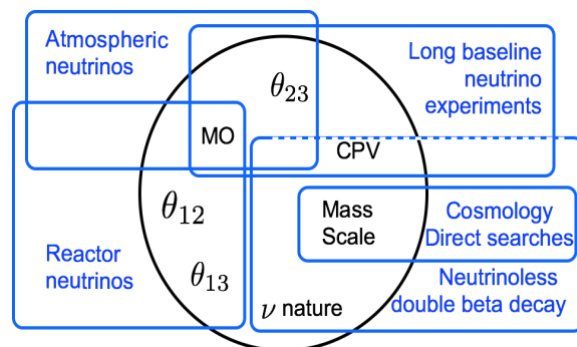 Atmospheric
neutrinos
θ23
Long baseline
neutrino
experiments
MO
CPV
θ12
Mass
Scale
Cosmology
Direct searches
Reactor
neutrinos
θ13
Neutrinoless
double beta decay
ν nature